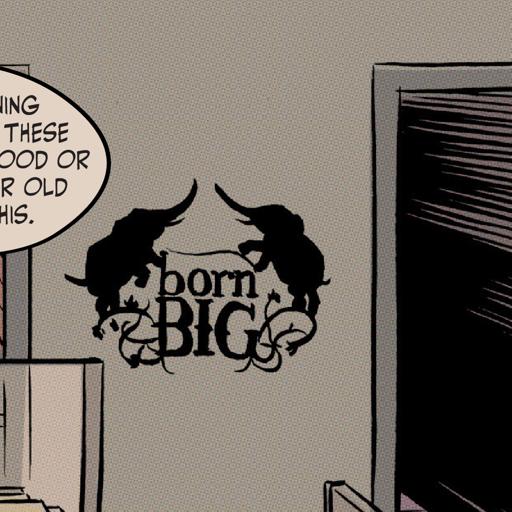 NING
THESE
OOD OR
R OLD
HIS.
born
BIG